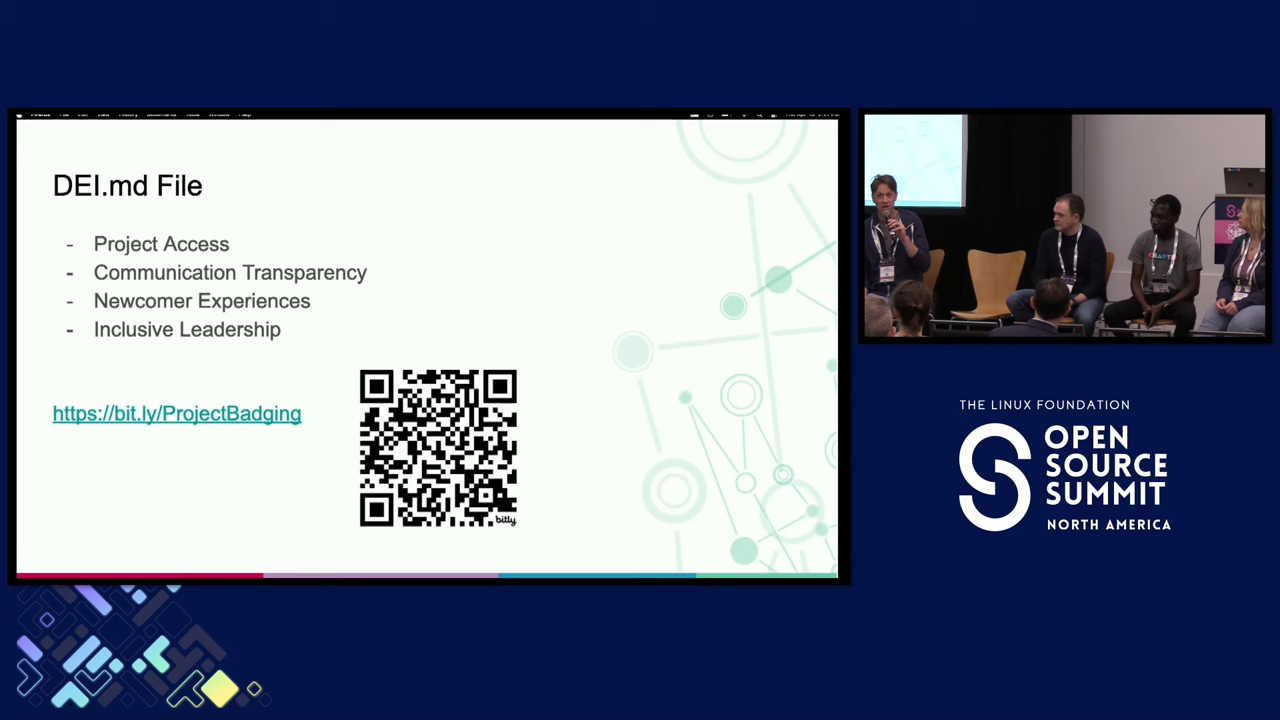 DEI.md File
- Project Access
- Communication Transparency
- Newcomer Experiences
- Inclusive Leadership
https://bit.ly/ProjectBadging
bitly
THE LINUX FOUNDATION
OPEN
SOURCE
SUMMIT
NORTH AMERICA